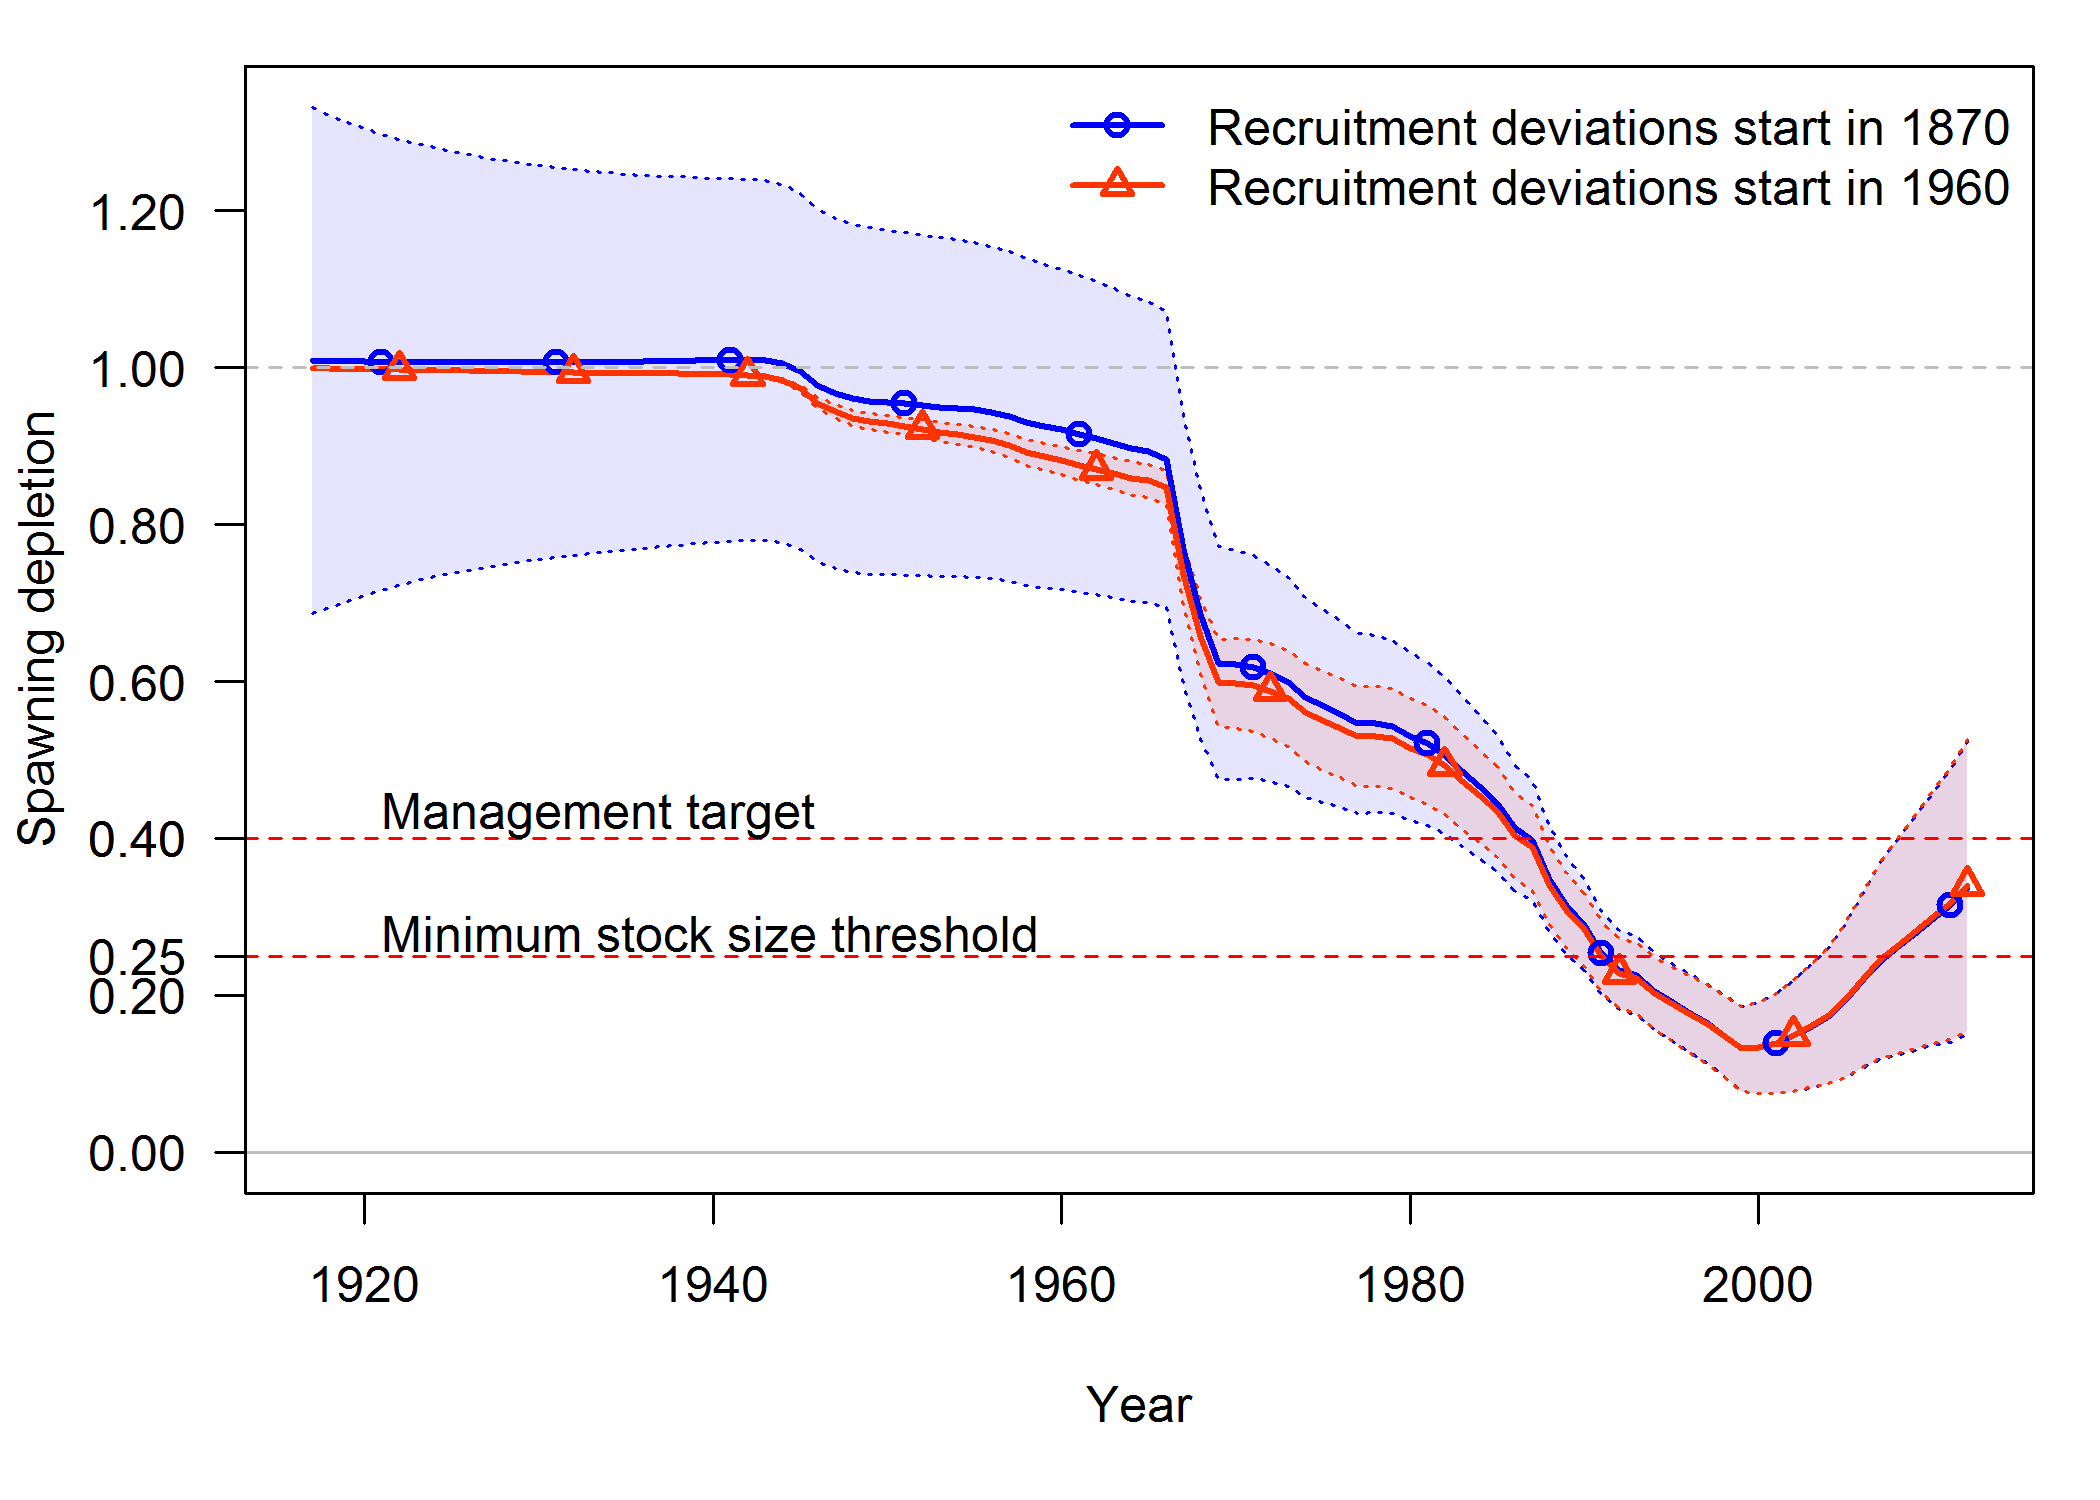 Recruitment deviations start in 1870
Recruitment deviations start in 1960
Spawning depletion
1.20
1.00
0.80
0.60
0.40
0.25
0.20
0.00
Management target
Minimum stock size threshold
1920
1940
1960
1980
2000
Year